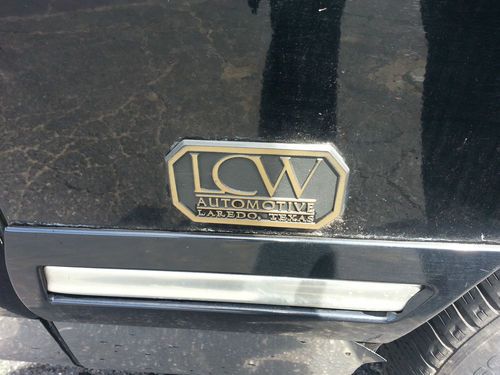 LCW
AUTOMOTIVE
LAREDO, TEXAS